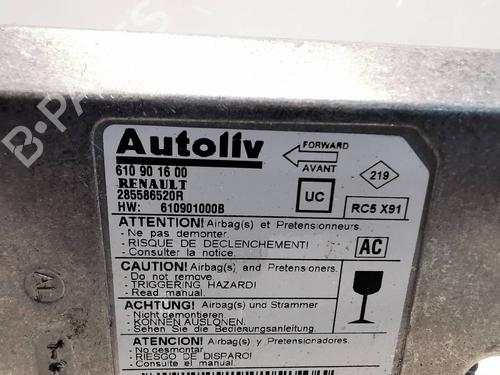 Autoliv
FORWARD
AVANT
610 90 16 00
RENAULT
285586520R
HW: 610901000B
UC
219
RC5 X91
ATTENTION! Airbag(s) et Pretensionneurs.
- Ne pas demonter.
- RISQUE DE DECLENCHEMENT!
- Consulter la notice.
AC
CAUTION! Airbag(s) and Pretensioners.
- Do not remove.
- TRIGGERING HAZARD!
- Read manual.
ACHTUNG! Airbag(s) und Strammer
- Nicht demontieren.
- KONNEN AUSLONEN.
- Sehen Sie die Bedienungsanleitung.
ATENCION! Airbag(s) y Pretensionadores.
- No desmontar.
- RIESGO DE DISPARO!
- Consulte el manual.